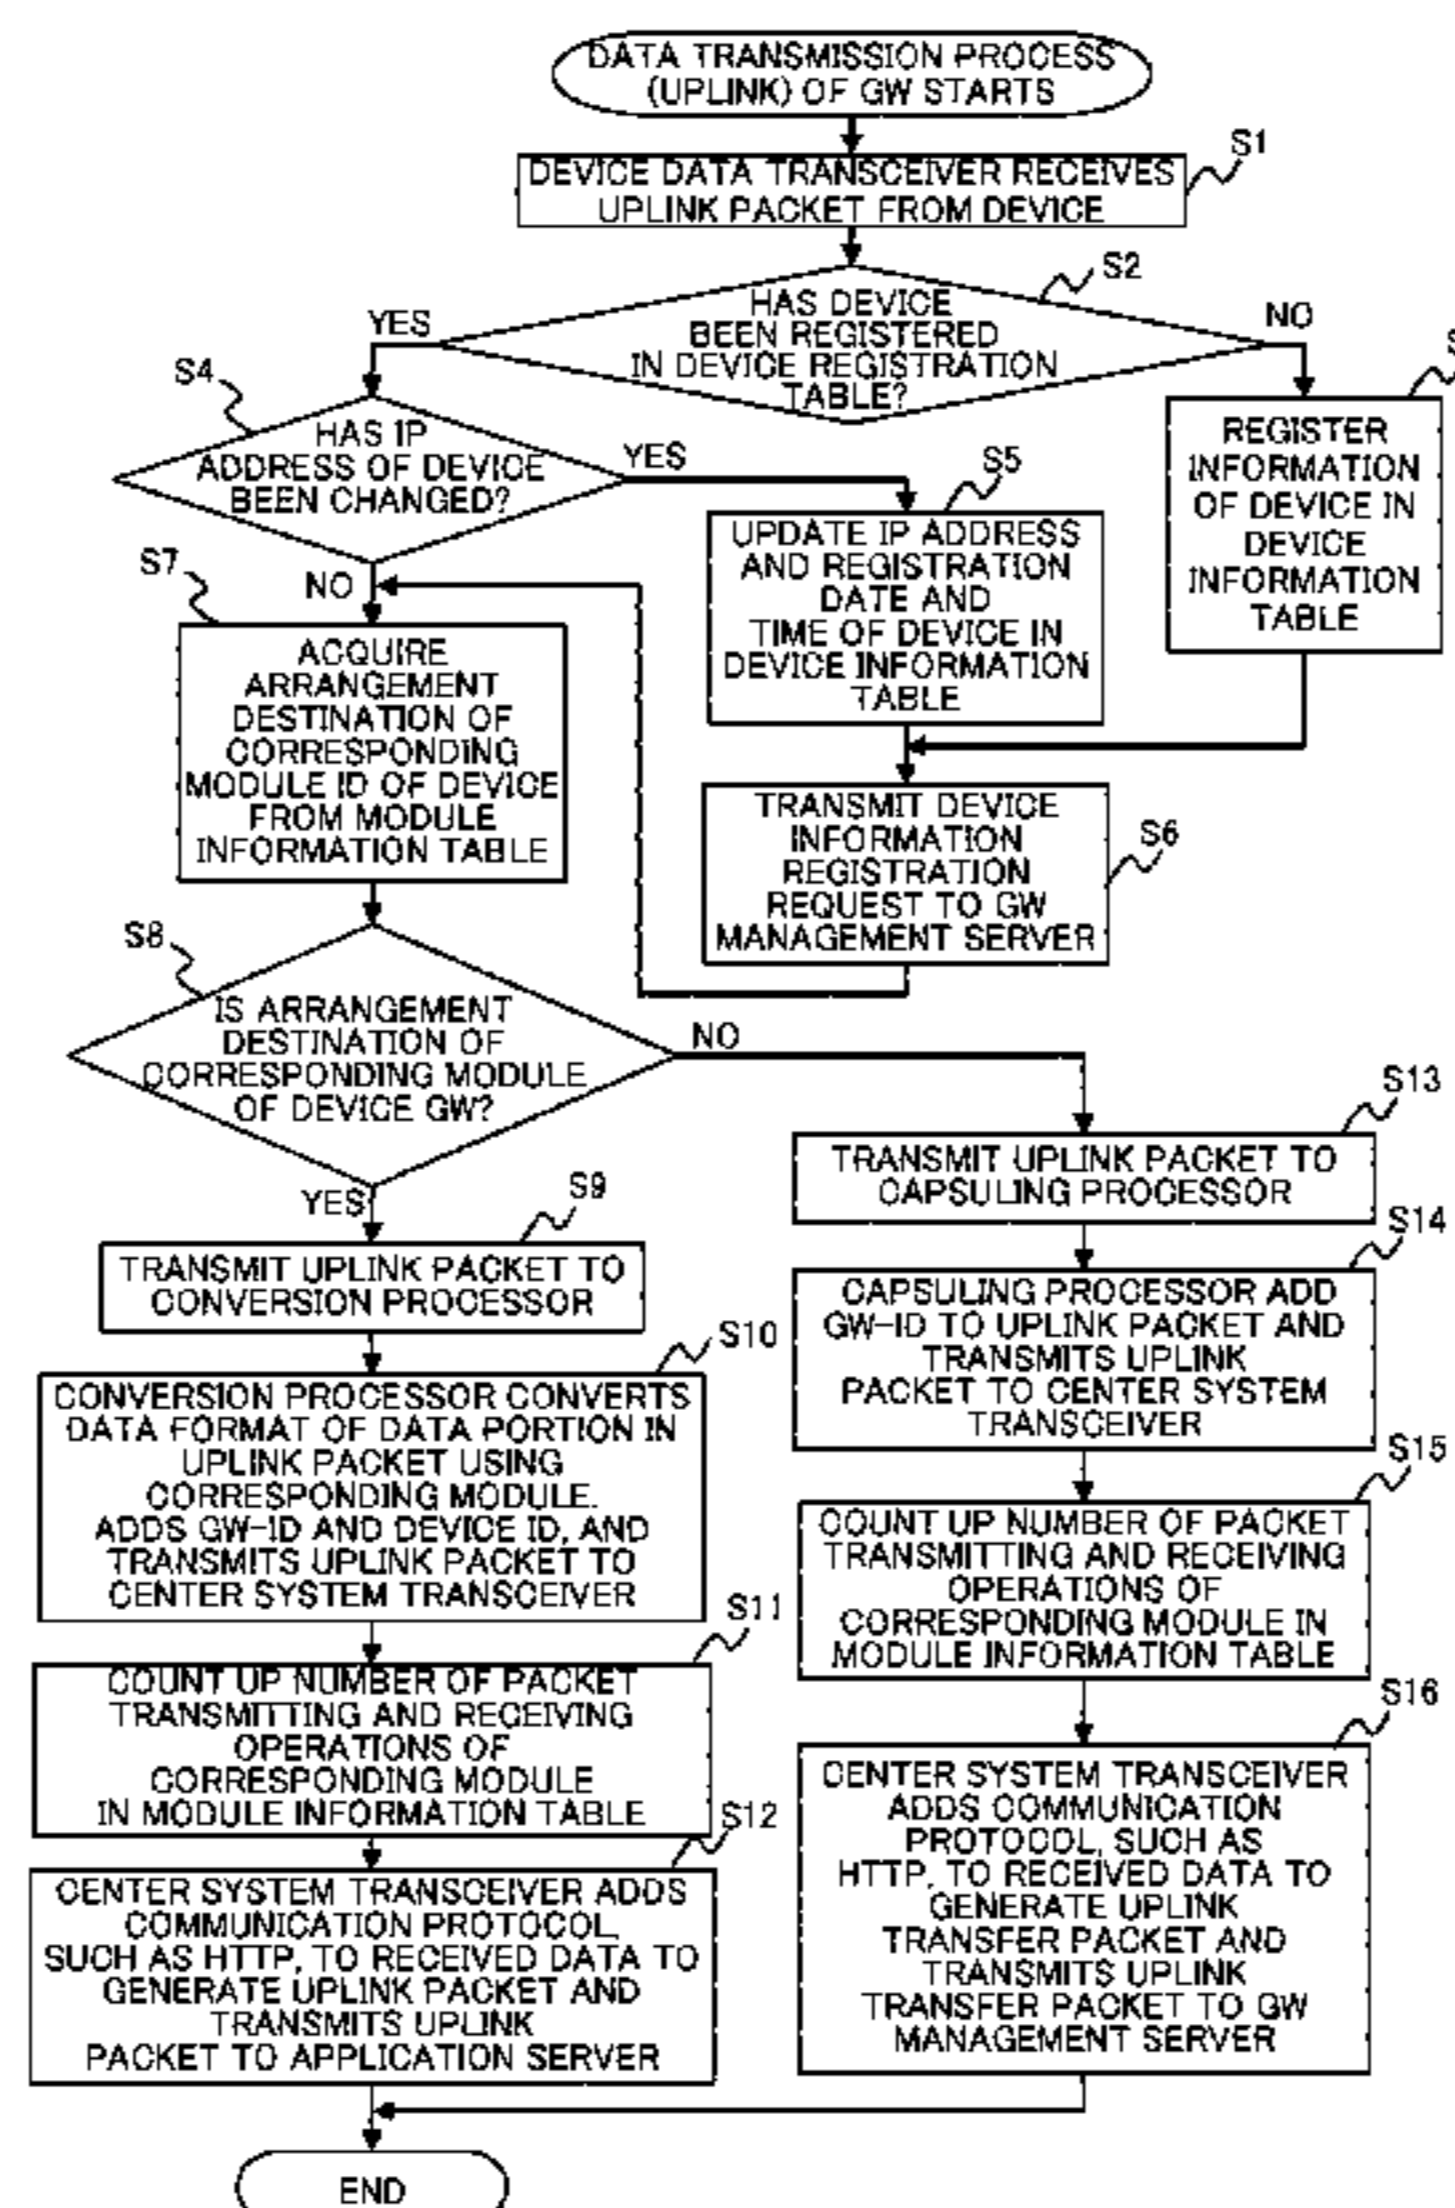 DATA TRANSMISSION PROCESS
(UPLINK) OF GW STARTS
S1
DEVICE DATA TRANSCEIVER RECEIVES
UPLINK PACKET FROM DEVICE
S2
HAS DEVICE
BEEN REGISTERED
IN DEVICE REGISTRATION
TABLE?
YES
NO
S4
HAS IP
ADDRESS OF DEVICE
BEEN CHANGED?
YES
NO
REGISTER
INFORMATION
OF DEVICE IN
DEVICE
INFORMATION
TABLE
S5
UPDATE IP ADDRESS
AND REGISTRATION
DATE AND
TIME OF DEVICE IN
DEVICE INFORMATION
TABLE
S6
TRANSMIT DEVICE
INFORMATION
REGISTRATION
REQUEST TO GW
MANAGEMENT SERVER
S7
ACQUIRE
ARRANGEMENT
DESTINATION OF
CORRESPONDING
MODULE ID OF DEVICE
FROM MODULE
INFORMATION TABLE
S8
IS ARRANGEMENT
DESTINATION OF
CORRESPONDING MODULE
OF DEVICE GW?
NO
YES
S9
TRANSMIT UPLINK PACKET TO
CONVERSION PROCESSOR
S10
CONVERSION PROCESSOR CONVERTS
DATA FORMAT OF DATA PORTION IN
UPLINK PACKET USING
CORRESPONDING MODULE.
ADDS GW-ID AND DEVICE ID, AND
TRANSMITS UPLINK PACKET TO
CENTER SYSTEM TRANSCEIVER
S11
COUNT UP NUMBER OF PACKET
TRANSMITTING AND RECEIVING
OPERATIONS OF
CORRESPONDING MODULE
IN MODULE INFORMATION TABLE
S12
CENTER SYSTEM TRANSCEIVER ADDS
COMMUNICATION PROTOCOL
SUCH AS HTTP, TO RECEIVED DATA TO
GENERATE UPLINK PACKET AND
TRANSMITS UPLINK
PACKET TO APPLICATION SERVER
S13
TRANSMIT UPLINK PACKET TO
CAPSULING PROCESSOR
S14
CAPSULING PROCESSOR ADD
GW-ID TO UPLINK PACKET AND
TRANSMITS UPLINK
PACKET TO CENTER SYSTEM
TRANSCEIVER
S15
COUNT UP NUMBER OF PACKET
TRANSMITTING AND RECEIVING
OPERATIONS OF
CORRESPONDING MODULE IN
MODULE INFORMATION TABLE
S16
CENTER SYSTEM TRANSCEIVER
ADDS COMMUNICATION
PROTOCOL, SUCH AS
HTTP, TO RECEIVED DATA TO
GENERATE UPLINK
TRANSFER PACKET AND
TRANSMITS UPLINK
TRANSFER PACKET TO GW
MANAGEMENT SERVER
END